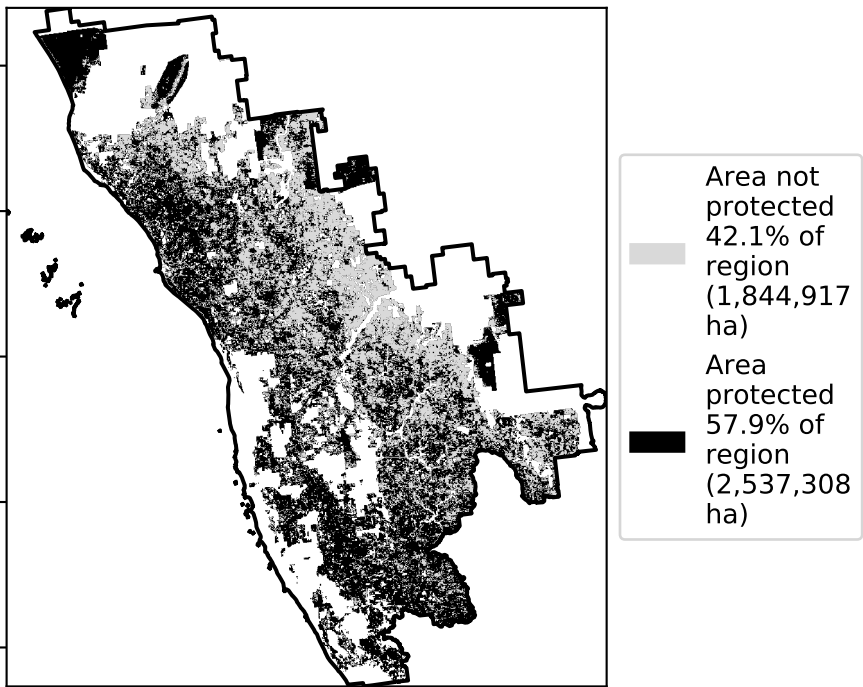 Area not
protected
42.1% of
region
(1,844,917
ha)
Area
protected
57.9% of
region
(2,537,308
ha)